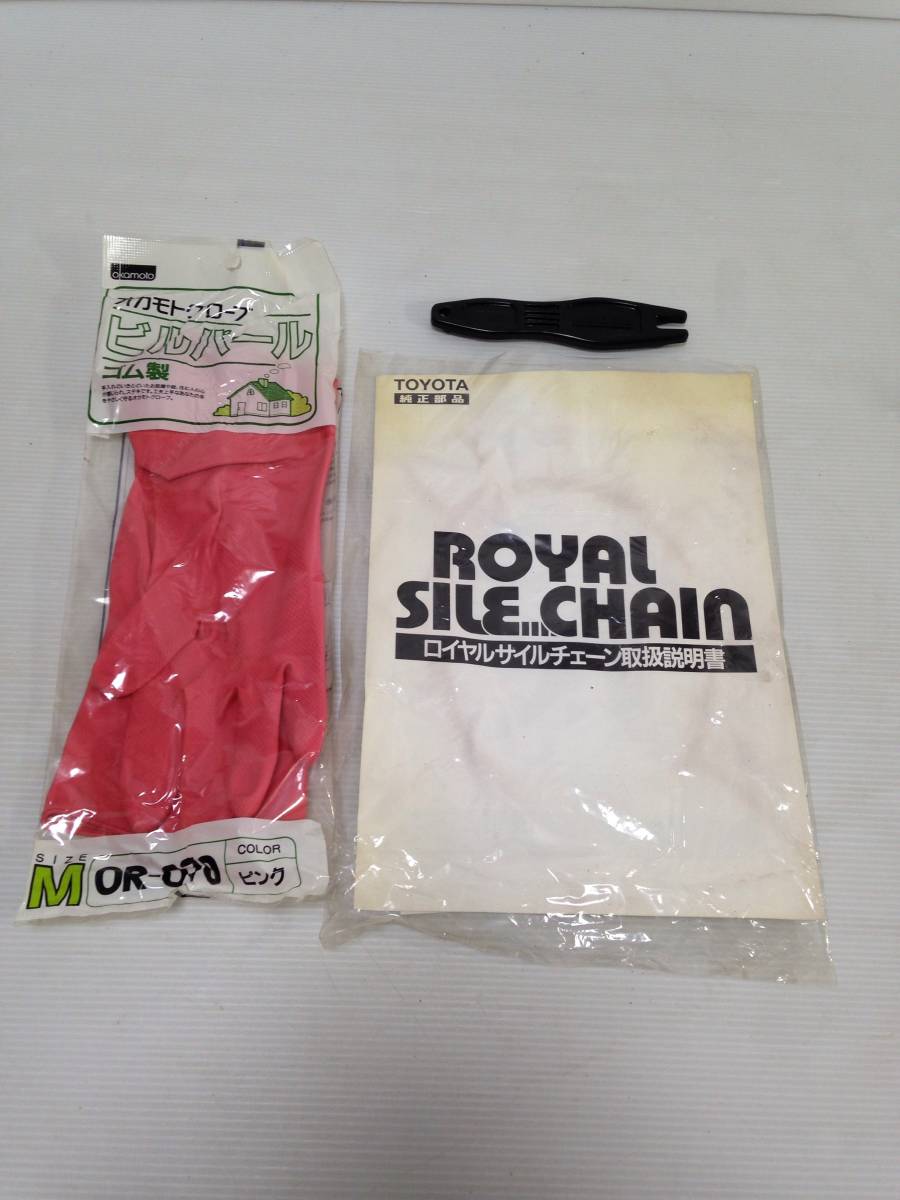 okamoto
オカモトグローブ
ビルパール
ゴム製
SIZE
M
OR-090
COLOR
ピンク
TOYOTA
純正部品
ROYAL
SILE CHAIN
ロイヤルサイルチェーン取扱説明書